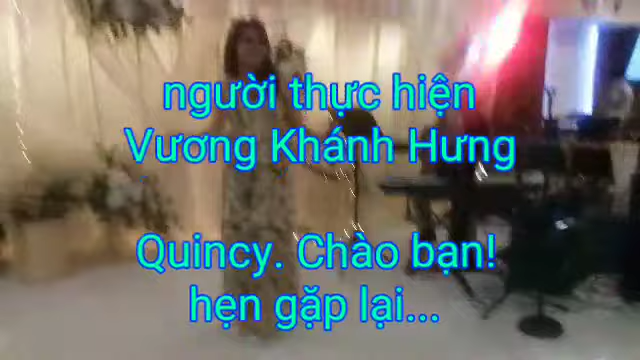 người thực hiện
Vương Khánh Hưng
Quincy. Chào bạn!
hẹn gặp lại...